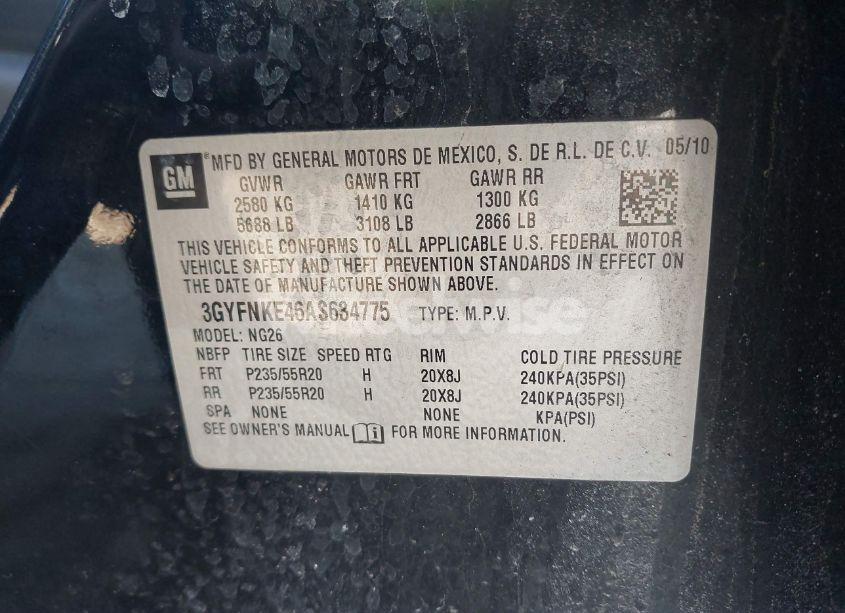 GM ®MFD BY GENERAL MOTORS DE MEXICO, S. DE R.L. DE C.V. 05/10
GVWR GAWR FRT GAWR RR
2580 KG 1410 KG 1300 KG
5688 LB 3108 LB 2866 LB
THIS VEHICLE CONFORMS TO ALL APPLICABLE U.S. FEDERAL MOTOR
VEHICLE SAFETY AND THEFT PREVENTION STANDARDS IN EFFECT ON
THE DATE OF MANUFACTURE SHOWN ABOVE.
3GYFNKE46AS684775 TYPE: M.P.V.
MODEL: NG26
NBFP TIRE SIZE SPEED RTG RIM COLD TIRE PRESSURE
FRT P235/55R20 H 20X8J 240KPA(35PSI)
RR P235/55R20 H 20X8J 240KPA(35PSI)
SPA NONE NONE KPA(PSI)
SEE OWNER'S MANUAL FOR MORE INFORMATION.